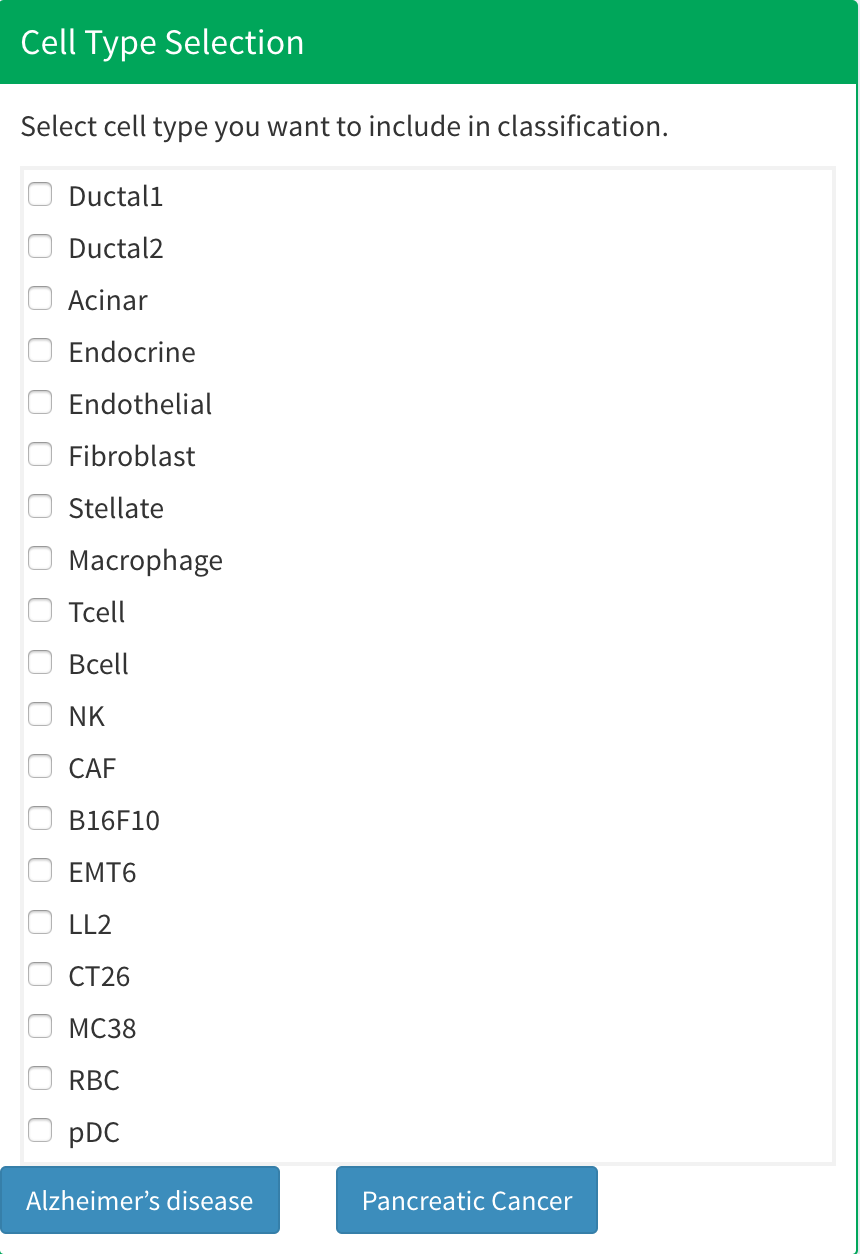 Cell Type Selection
Select cell type you want to include in classification.
Ductal1
Ductal2
Acinar
Endocrine
Endothelial
Fibroblast
Stellate
Macrophage
Tcell
Bcell
NK
CAF
B16F10
EMT6
LL2
CT26
MC38
RBC
pDC
Alzheimer’s disease Pancreatic Cancer